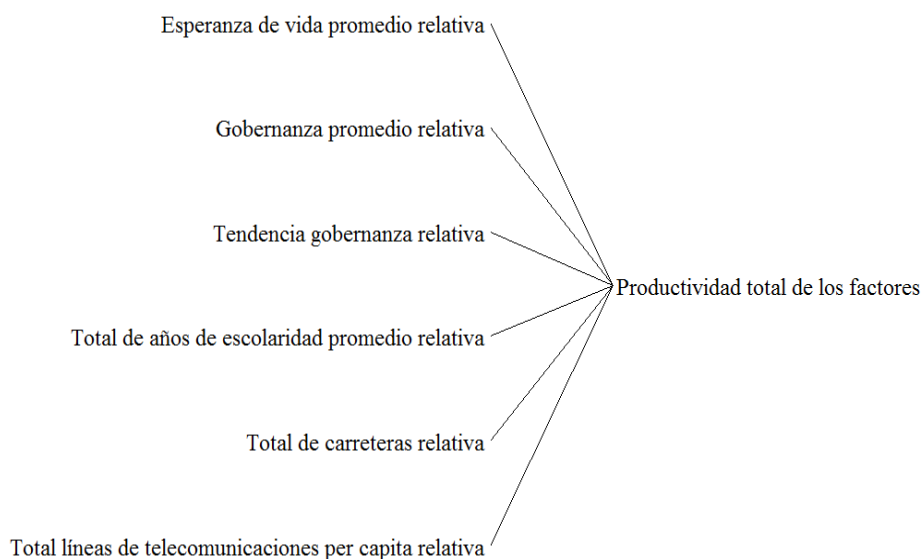 Esperanza de vida promedio relativa
Gobernanza promedio relativa
Tendencia gobernanza relativa
Productividad total de los factores
Total de años de escolaridad promedio relativa
Total de carreteras relativa
Total líneas de telecomunicaciones per capita relativa